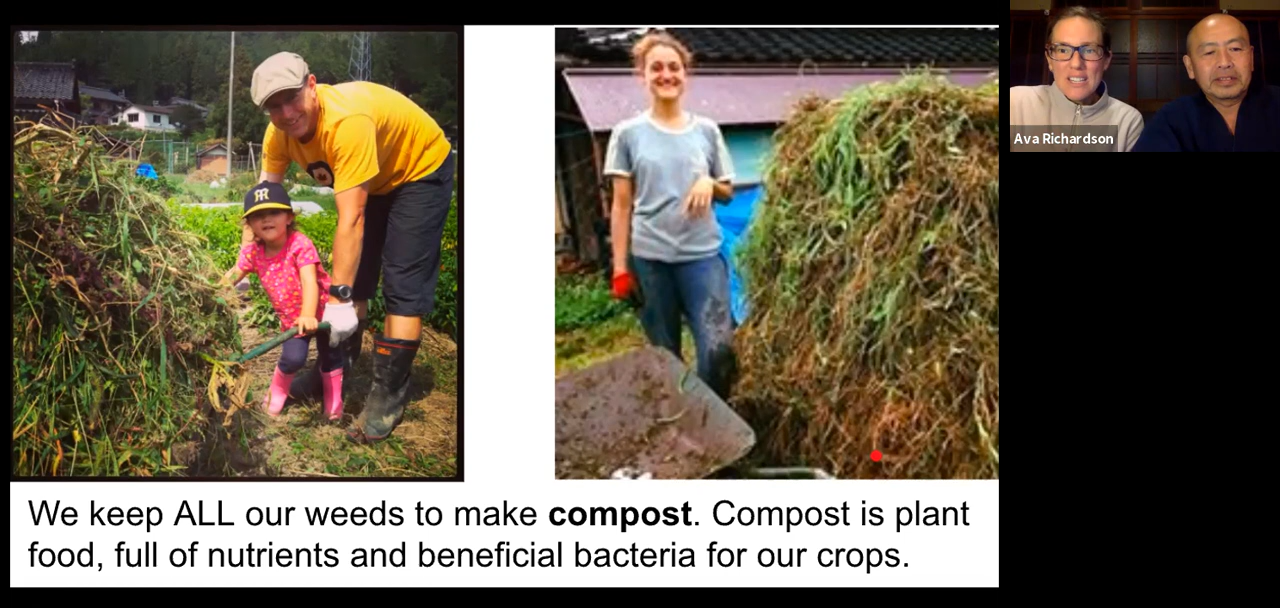 Ava Richardson
We keep ALL our weeds to make compost. Compost is plant
food, full of nutrients and beneficial bacteria for our crops.